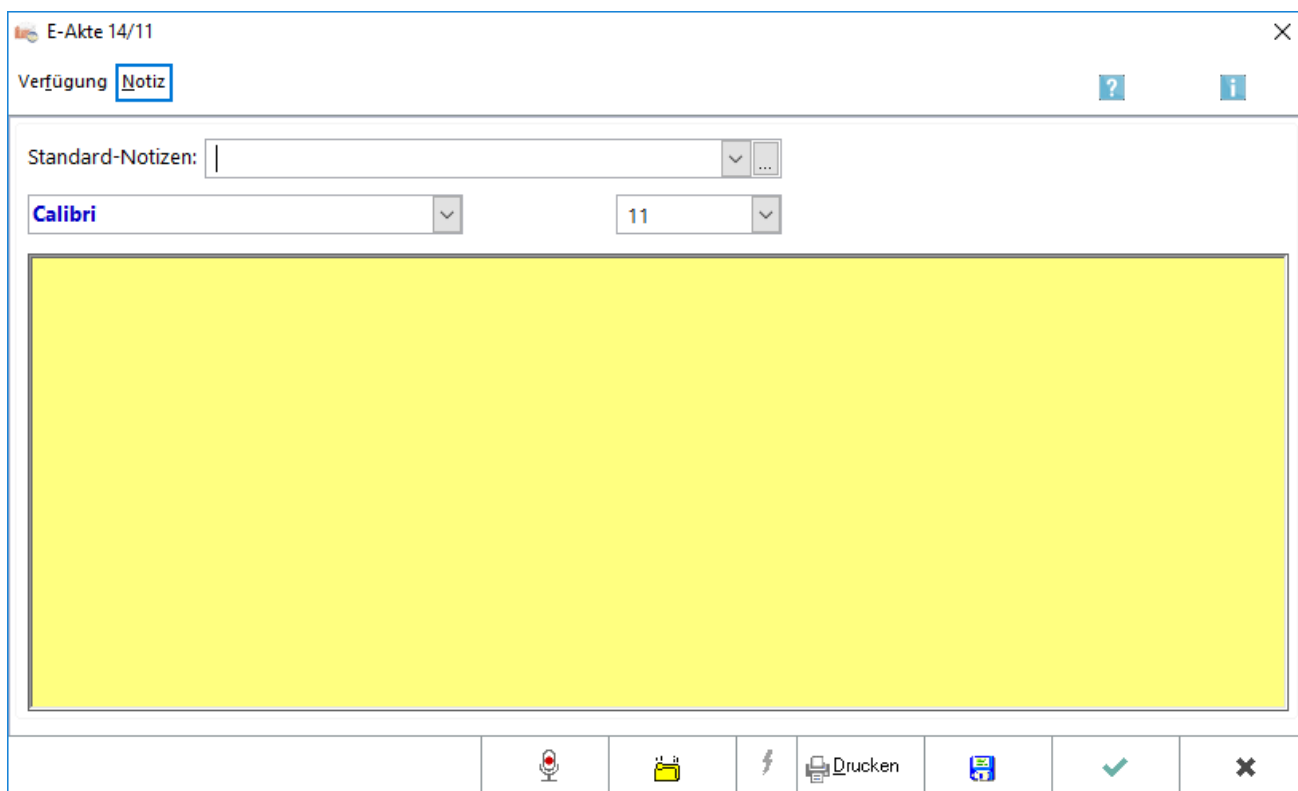 E-Akte 14/11
Verfügung Notiz ? i
Standard-Notizen: ...
Calibri 11
Drucken